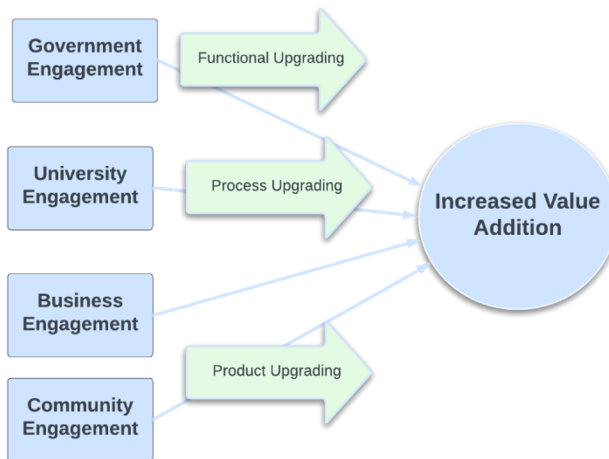 Government
Engagement
Functional Upgrading
University
Engagement
Process Upgrading
Increased Value
Addition
Business
Engagement
Product Upgrading
Community
Engagement